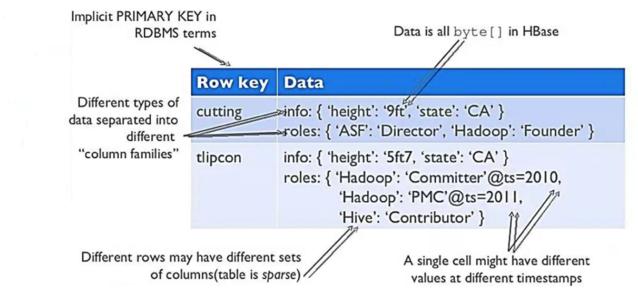 Implicit PRIMARY KEY in
RDBMS terms
Data is all byte[] in HBase
Row key Data
Different types of
data separated into
different
"column families"
cutting info: { 'height': '9ft', 'state': 'CA' }
roles: { 'ASF': 'Director', 'Hadoop': 'Founder' }
tlipcon info: { 'height': '5ft7, 'state': 'CA' }
roles: { 'Hadoop': 'Committer'@ts=2010,
'Hadoop': 'PMC'@ts=2011,
'Hive': 'Contributor' }
Different rows may have different sets
of columns(table is sparse)
A single cell might have different
values at different timestamps